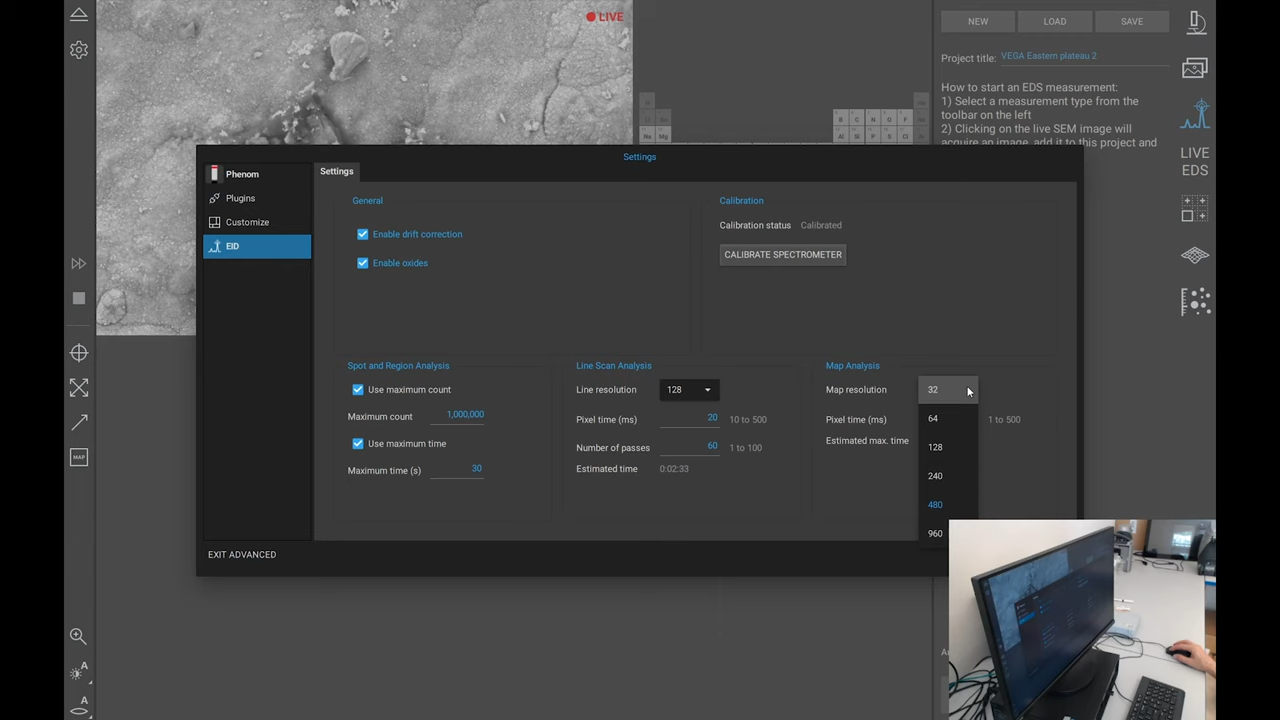 LIVE
NEW LOAD SAVE
Project title: VEGA Eastern plateau 2
How to start an EDS measurement:
1) Select a measurement type from the
toolbar on the left
2) Clicking on the live SEM image will
acquire an image, add it to this project and
LIVE
EDS
B C N O F
Ne Mg Al Si P S Cl
Settings
Phenom
Plugins
Customize
EID
Settings
General
Enable drift correction
Enable oxides
Calibration
Calibration status Calibrated
CALIBRATE SPECTROMETER
Spot and Region Analysis
Use maximum count
Maximum count 1,000,000
Use maximum time
Maximum time (s) 30
Line Scan Analysis
Line resolution 128
Pixel time (ms) 20 10 to 500
Number of passes 60 1 to 100
Estimated time 0:02:33
Map Analysis
Map resolution 32
64
128
240
480
960
Pixel time (ms) 1 to 500
Estimated max. time
EXIT ADVANCED
MAP
A
A